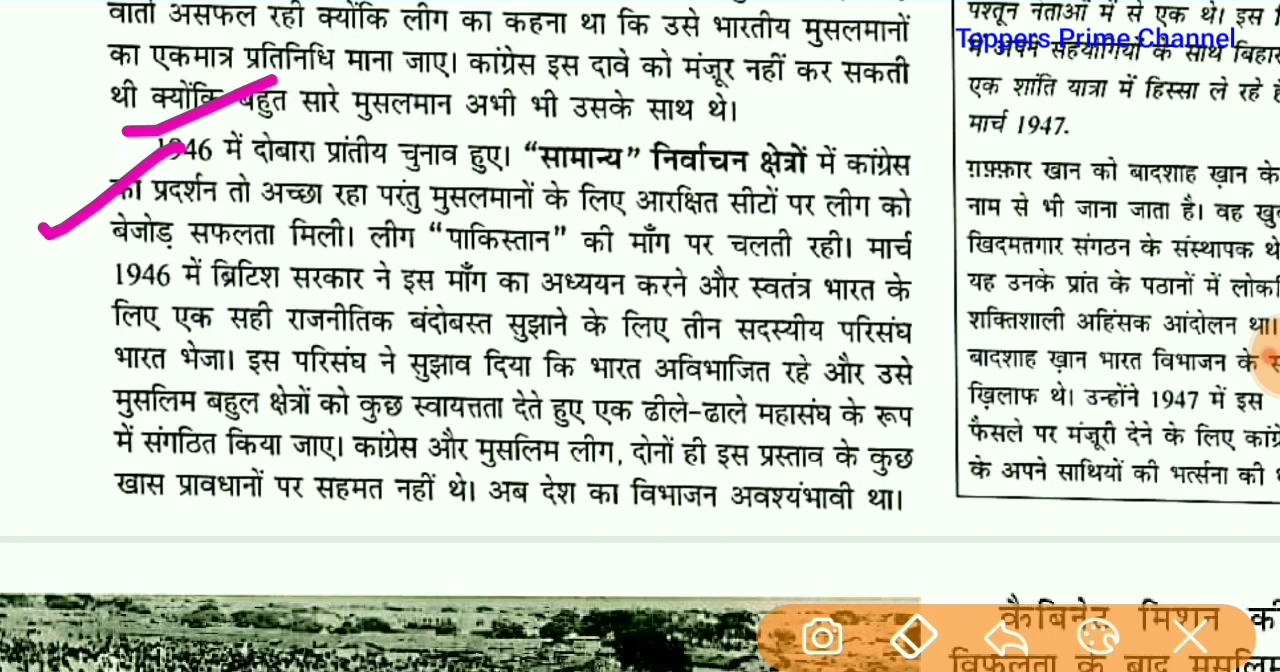 वार्ता असफल रही क्योंकि लीग का कहना था कि उसे भारतीय मुसलमानों
का एकमात्र प्रतिनिधि माना जाए। कांग्रेस इस दावे को मंजूर नहीं कर सकती
थी क्योंकि बहुत सारे मुसलमान अभी भी उसके साथ थे।
1946 में दोबारा प्रांतीय चुनाव हुए। “सामान्य” निर्वाचन क्षेत्रों में कांग्रेस
का प्रदर्शन तो अच्छा रहा परंतु मुसलमानों के लिए आरक्षित सीटों पर लीग को
बेजोड़ सफलता मिली। लीग “पाकिस्तान” की माँग पर चलती रही। मार्च
1946 में ब्रिटिश सरकार ने इस माँग का अध्ययन करने और स्वतंत्र भारत के
लिए एक सही राजनीतिक बंदोबस्त सुझाने के लिए तीन सदस्यीय परिसंघ
भारत भेजा। इस परिसंघ ने सुझाव दिया कि भारत अविभाजित रहे और उसे
मुसलिम बहुल क्षेत्रों को कुछ स्वायत्तता देते हुए एक ढीले-ढाले महासंघ के रूप
में संगठित किया जाए। कांग्रेस और मुसलिम लीग, दोनों ही इस प्रस्ताव के कुछ
खास प्रावधानों पर सहमत नहीं थे। अब देश का विभाजन अवश्यंभावी था।
पश्तून नेताओं में से एक थे। इस
Toppers Prime Channel
में अपने सहयोगियों के साथ बिहार
एक शांति यात्रा में हिस्सा ले रहे
मार्च 1947.
ग़फ़्फ़ार खान को बादशाह ख़ान के
नाम से भी जाना जाता है। वह
खिदमतगार संगठन के संस्थापक थे
यह उनके प्रांत के पठानों में
शक्तिशाली अहिंसक आंदोलन था।
बादशाह ख़ान भारत विभाजन के
ख़िलाफ थे। उन्होंने 1947 में इस
फैसले पर मंज़ूरी देने के लिए
के अपने साथियों की भर्त्सना की
कैबिनेट मिशन की
विफलता के बाद